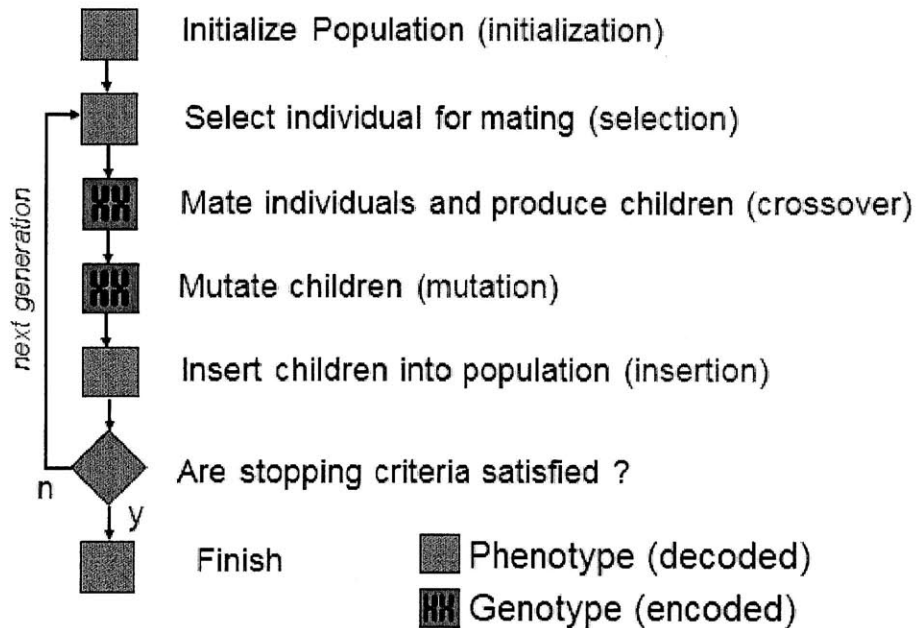 Initialize Population (initialization)
Select individual for mating (selection)
Mate individuals and produce children (crossover)
Mutate children (mutation)
next generation
Insert children into population (insertion)
Are stopping criteria satisfied ?
n
y
Finish
Phenotype (decoded)
Genotype (encoded)